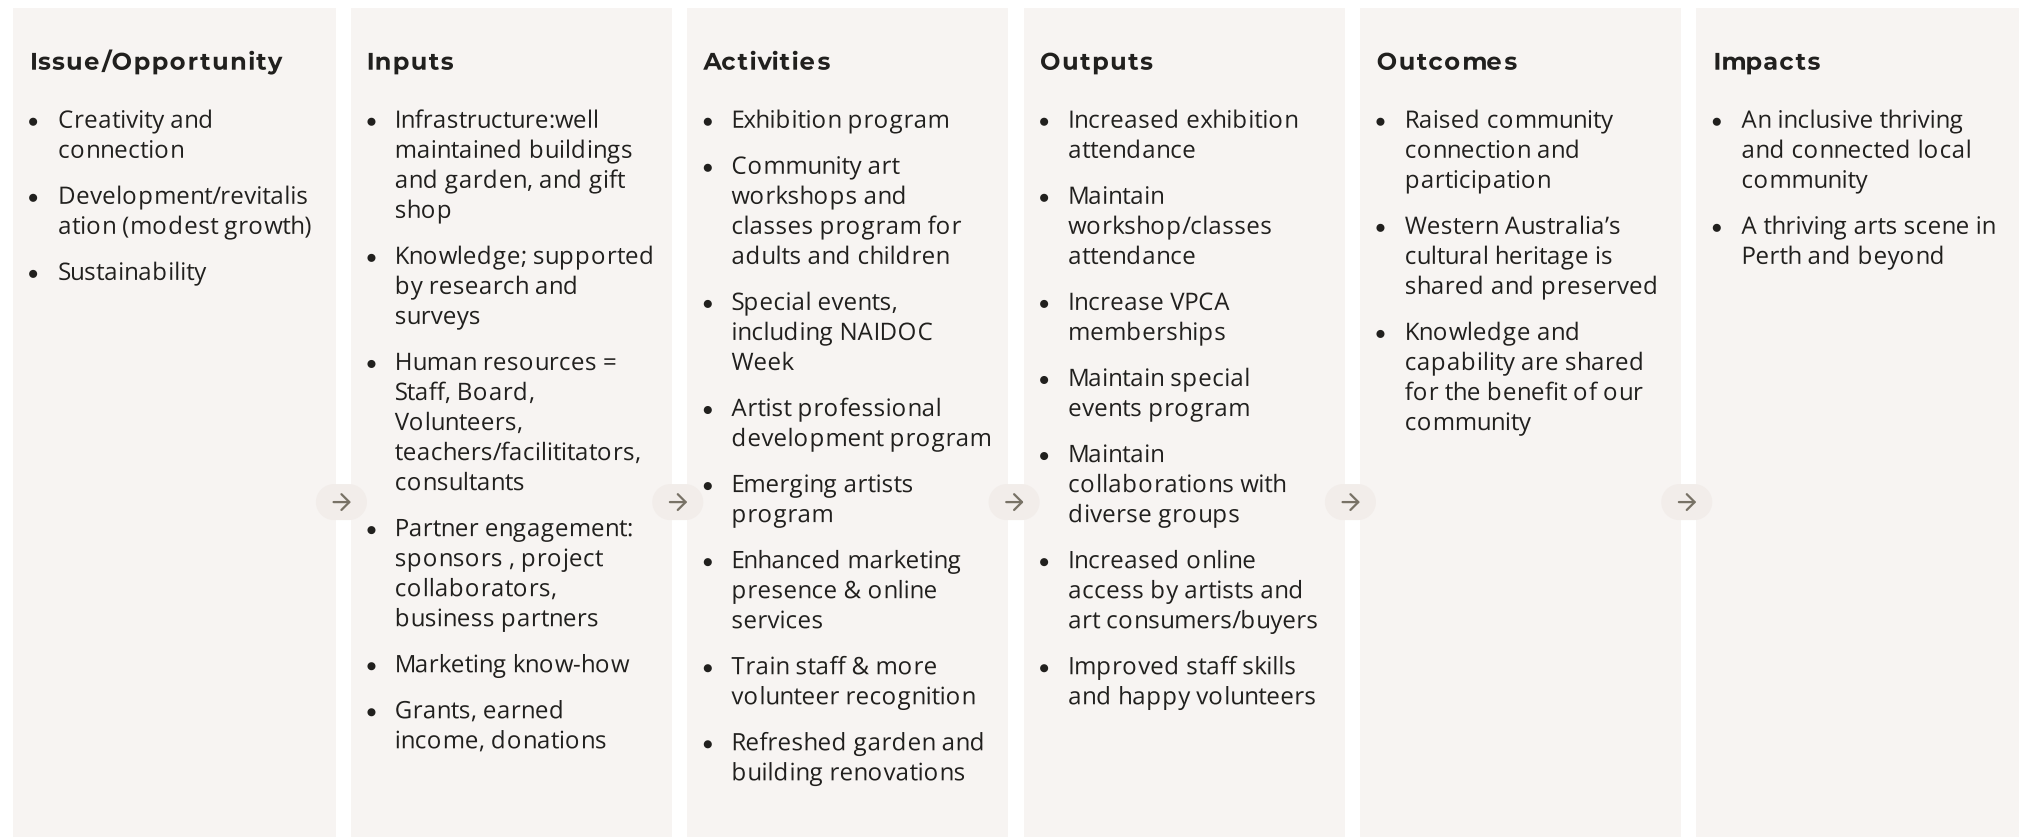 Issue/Opportunity
• Creativity and
connection
• Development/revitalis
ation (modest growth)
• Sustainability
Inputs
• Infrastructure:well
maintained buildings
and garden, and gift
shop
• Knowledge; supported
by research and
surveys
• Human resources =
Staff, Board,
Volunteers,
teachers/facilititators,
consultants
• Partner engagement:
sponsors , project
collaborators,
business partners
• Marketing know-how
• Grants, earned
income, donations
Activities
• Exhibition program
• Community art
workshops and
classes program for
adults and children
• Special events,
including NAIDOC
Week
• Artist professional
development program
• Emerging artists
program
• Enhanced marketing
presence & online
services
• Train staff & more
volunteer recognition
• Refreshed garden and
building renovations
Outputs
• Increased exhibition
attendance
• Maintain
workshop/classes
attendance
• Increase VPCA
memberships
• Maintain special
events program
• Maintain
collaborations with
diverse groups
• Increased online
access by artists and
art consumers/buyers
• Improved staff skills
and happy volunteers
Outcomes
• Raised community
connection and
participation
• Western Australia’s
cultural heritage is
shared and preserved
• Knowledge and
capability are shared
for the benefit of our
community
Impacts
• An inclusive thriving
and connected local
community
• A thriving arts scene in
Perth and beyond